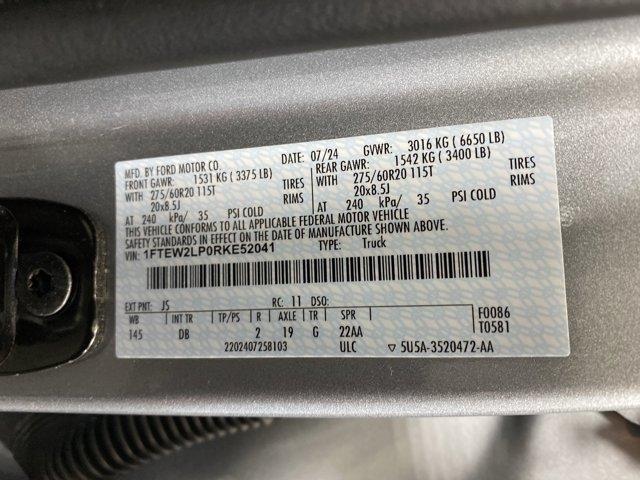 MFD. BY FORD MOTOR CO.
DATE: 07/24 GVWR: 3016 KG ( 6650 LB)
FRONT GAWR: 1531 KG ( 3375 LB) REAR GAWR: 1542 KG ( 3400 LB)
WITH 275/60R20 115T TIRES WITH 275/60R20 115T TIRES
20x8.5J RIMS 20x8.5J RIMS
AT 240 kPa/ 35 PSI COLD AT 240 kPa/ 35 PSI COLD
THIS VEHICLE CONFORMS TO ALL APPLICABLE FEDERAL MOTOR VEHICLE
SAFETY STANDARDS IN EFFECT ON THE DATE OF MANUFACTURE SHOWN ABOVE.
VIN: 1FTEW2LP0RKE52041 TYPE: Truck
EXT PNT: JS RC: 11 DSO:
WB INT TR TP/PS R AXLE TR SPR F0086
145 DB 2 19 G 22AA T0581
2202407258103 ULC ▽ 5U5A-3520472-AA